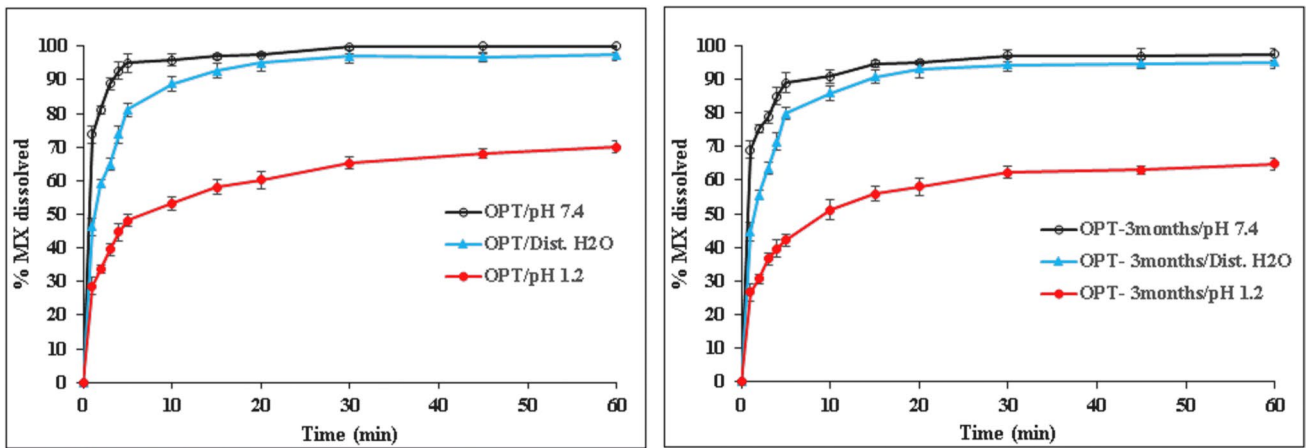 100
90
80
70
60
50
40
30
20
10
0
% MX dissolved
OPT/pH 7.4
OPT/Dist. H2O
OPT/pH 1.2
0 10 20 30 40 50 60
Time (min)
100
90
80
70
60
50
40
30
20
10
0
% MX dissolved
OPT-3months/pH 7.4
OPT- 3months/Dist. H2O
OPT- 3months/pH 1.2
0 10 20 30 40 50 60
Time (min)